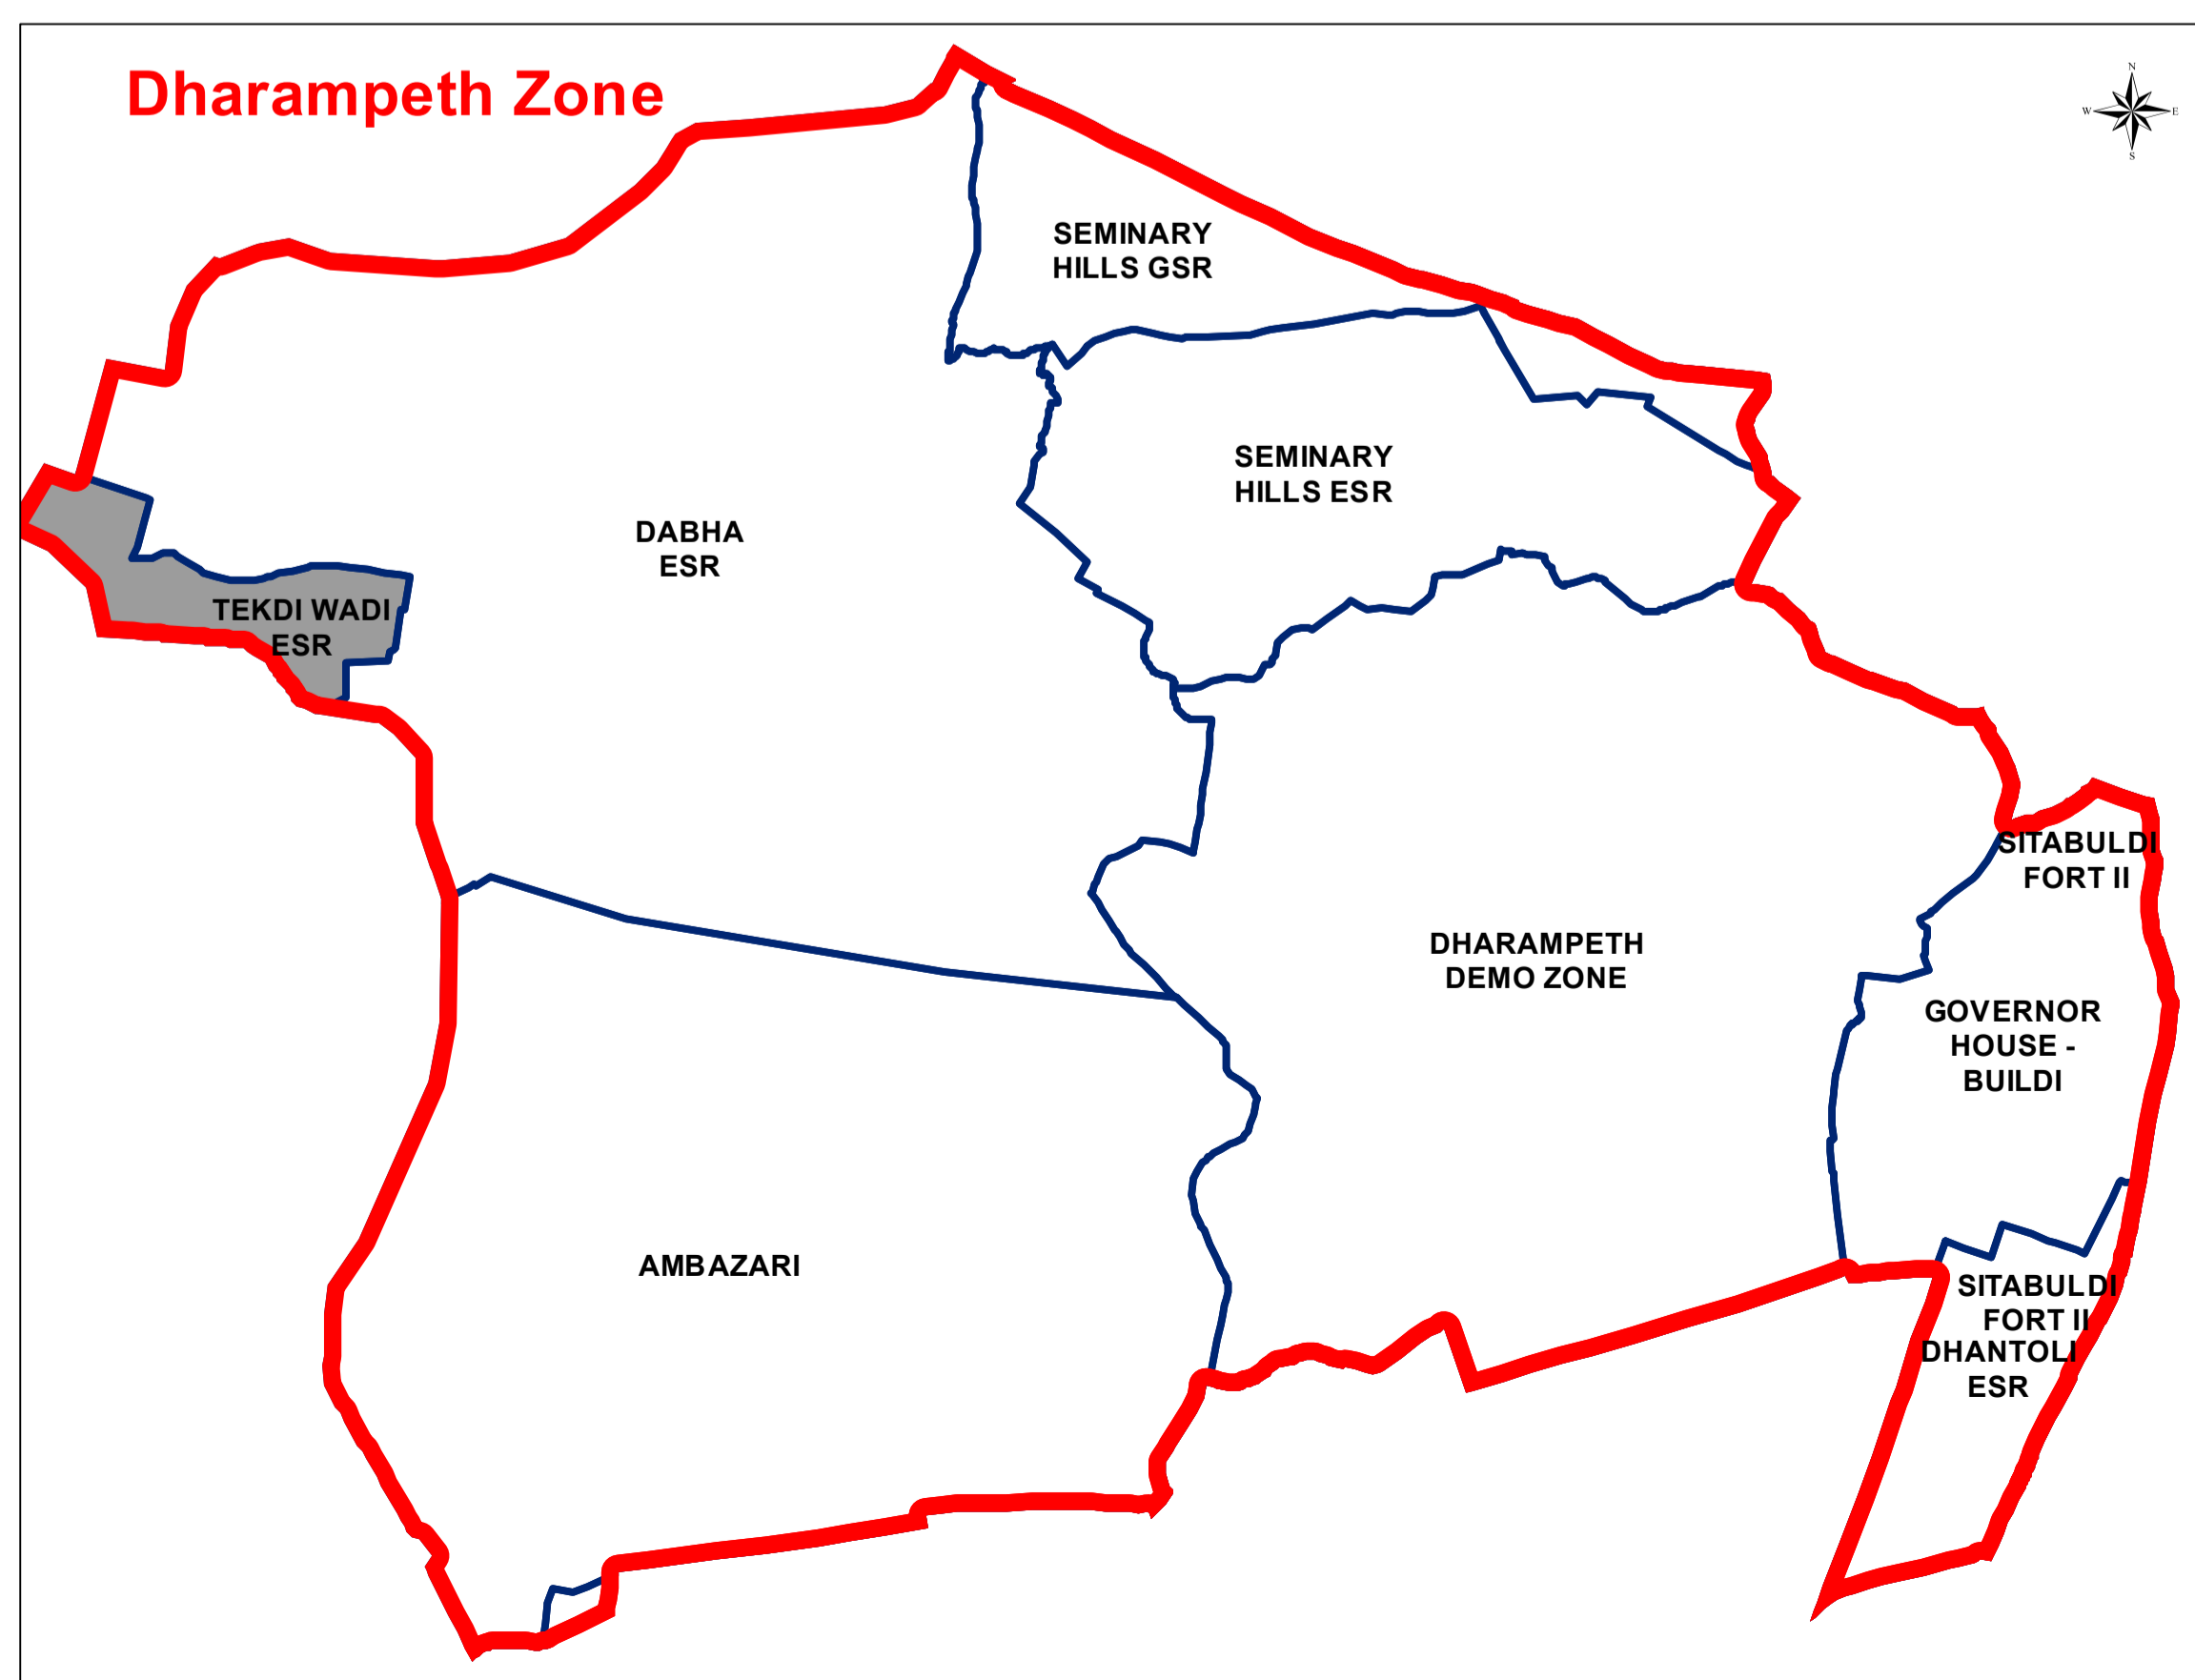 Dharampeth Zone
N
W
E
S
SEMINARY
HILLS GSR
SEMINARY
HILLS ESR
DABHA
ESR
TEKDI WADI
ESR
SITABULDI
FORT II
DHARAMPETH
DEMO ZONE
GOVERNOR
HOUSE -
BUILDI
AMBAZARI
SITABULDI
FORT II
DHANTOLI
ESR